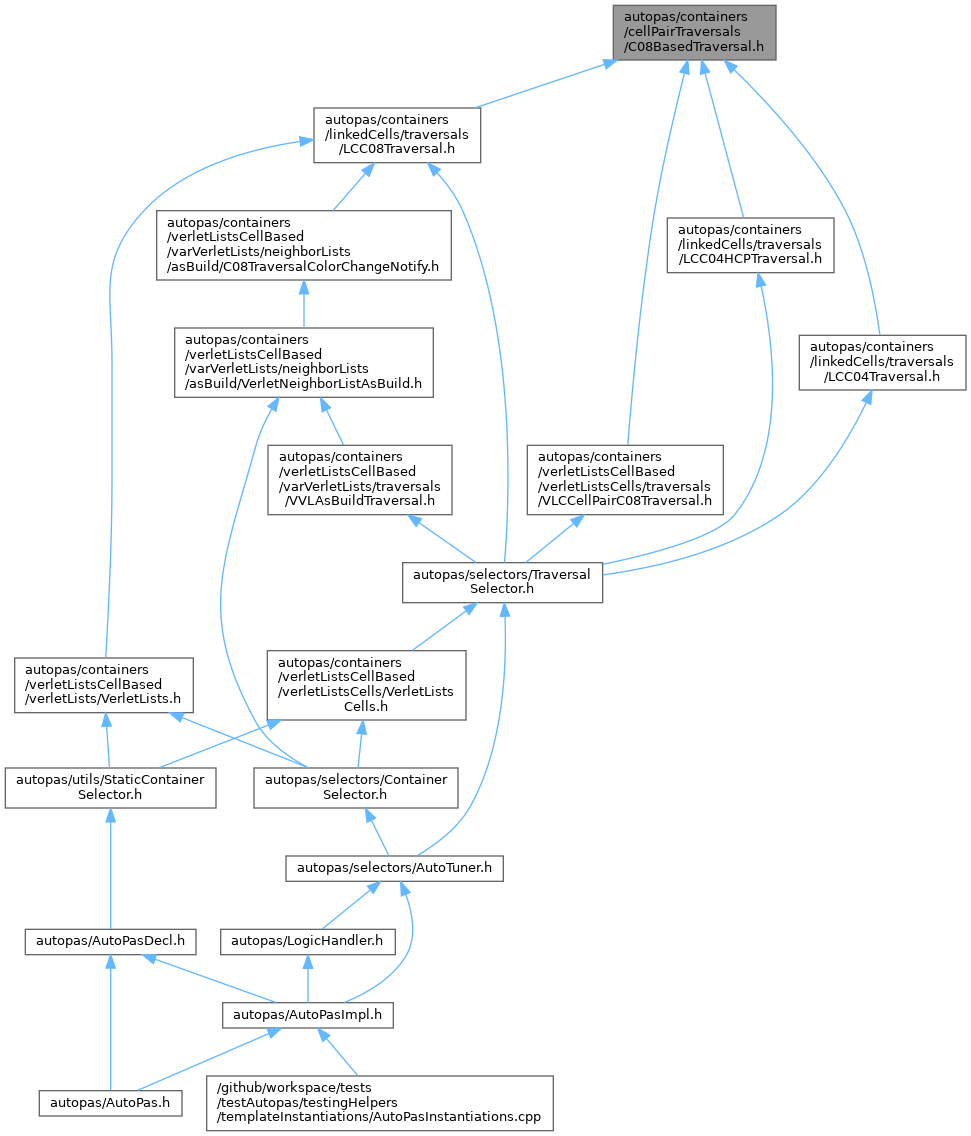 autopas/containers
/cellPairTraversals
/C08BasedTraversal.h
autopas/containers
/linkedCells/traversals
/LCC08Traversal.h
autopas/containers
/verletListsCellBased
/varVerletLists/neighborLists
/asBuild/C08TraversalColorChangeNotify.h
autopas/containers
/linkedCells/traversals
/LCC04HCPTraversal.h
autopas/containers
/verletListsCellBased
/varVerletLists/neighborLists
/asBuild/VerletNeighborListAsBuild.h
autopas/containers
/linkedCells/traversals
/LCC04Traversal.h
autopas/containers
/verletListsCellBased
/varVerletLists/traversals
/VVLAsBuildTraversal.h
autopas/containers
/verletListsCellBased
/verletListsCells/traversals
/VLCCellPairC08Traversal.h
autopas/selectors/Traversal
Selector.h
autopas/containers
/verletListsCellBased
/verletLists/VerletLists.h
autopas/containers
/verletListsCellBased
/verletListsCells/VerletLists
Cells.h
autopas/utils/StaticContainer
Selector.h
autopas/selectors/Container
Selector.h
autopas/selectors/AutoTuner.h
autopas/AutoPasDecl.h
autopas/LogicHandler.h
autopas/AutoPasImpl.h
autopas/AutoPas.h
/github/workspace/tests
/testAutopas/testingHelpers
/templateInstantiations/AutoPasInstantiations.cpp